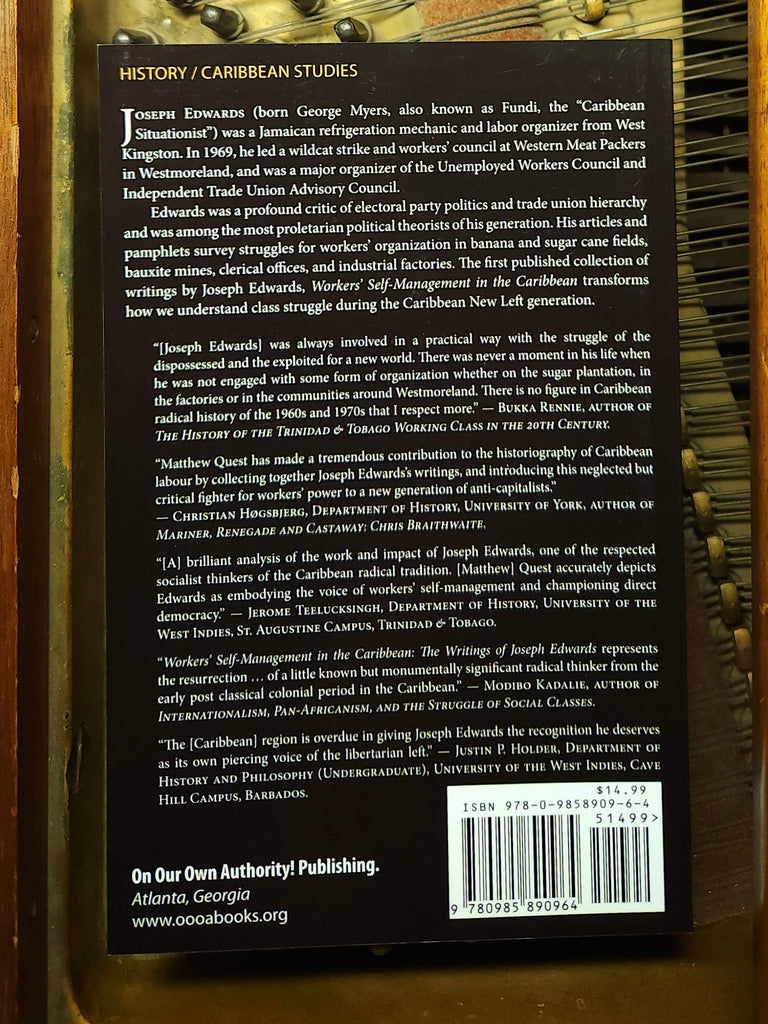 HISTORY / CARIBBEAN STUDIES
JOSEPH EDWARDS (born George Myers, also known as Fundi, the “Caribbean
Situationist”) was a Jamaican refrigeration mechanic and labor organizer from West
Kingston. In 1969, he led a wildcat strike and workers’ council at Western Meat Packers
in Westmoreland, and was a major organizer of the Unemployed Workers Council and
Independent Trade Union Advisory Council.
Edwards was a profound critic of electoral party politics and trade union hierarchy
and was among the most proletarian political theorists of his generation. His articles and
pamphlets survey struggles for workers’ organization in banana and sugar cane fields,
bauxite mines, clerical offices, and industrial factories. The first published collection of
writings by Joseph Edwards, Workers’ Self-Management in the Caribbean transforms
how we understand class struggle during the Caribbean New Left generation.
“[Joseph Edwards] was always involved in a practical way with the struggle of the
dispossessed and the exploited for a new world. There was never a moment in his life when
he was not engaged with some form of organization whether on the sugar plantation, in
the factories or in the communities around Westmoreland. There is no figure in Caribbean
radical history of the 1960s and 1970s that I respect more.” — BUKKA RENNIE, AUTHOR OF
THE HISTORY OF THE TRINIDAD & TOBAGO WORKING CLASS IN THE 20TH CENTURY.
“Matthew Quest has made a tremendous contribution to the historiography of Caribbean
labour by collecting together Joseph Edwards’s writings, and introducing this neglected but
critical fighter for workers’ power to a new generation of anti-capitalists.”
— CHRISTIAN HØGSBJERG, DEPARTMENT OF HISTORY, UNIVERSITY OF YORK, AUTHOR OF
MARINER, RENEGADE AND CASTAWAY: CHRIS BRAITHWAITE.
“[A] brilliant analysis of the work and impact of Joseph Edwards, one of the respected
socialist thinkers of the Caribbean radical tradition. [Matthew] Quest accurately depicts
Edwards as embodying the voice of workers’ self-management and championing direct
democracy.” — JEROME TEELUCKSINGH, DEPARTMENT OF HISTORY, UNIVERSITY OF THE
WEST INDIES, ST. AUGUSTINE CAMPUS, TRINIDAD & TOBAGO.
“Workers’ Self-Management in the Caribbean: The Writings of Joseph Edwards represents
the resurrection … of a little known but monumentally significant radical thinker from the
early post classical colonial period in the Caribbean.” — MODIBO KADALIE, AUTHOR OF
INTERNATIONALISM, PAN-AFRICANISM, AND THE STRUGGLE OF SOCIAL CLASSES.
“The [Caribbean] region is overdue in giving Joseph Edwards the recognition he deserves
as its own piercing voice of the libertarian left.” — JUSTIN P. HOLDER, DEPARTMENT OF
HISTORY AND PHILOSOPHY (UNDERGRADUATE), UNIVERSITY OF THE WEST INDIES, CAVE
HILL CAMPUS, BARBADOS.
$14.99
ISBN 978-0-9858909-6-4
51499>
9 780985 890964
On Our Own Authority! Publishing.
Atlanta, Georgia
www.oooabooks.org